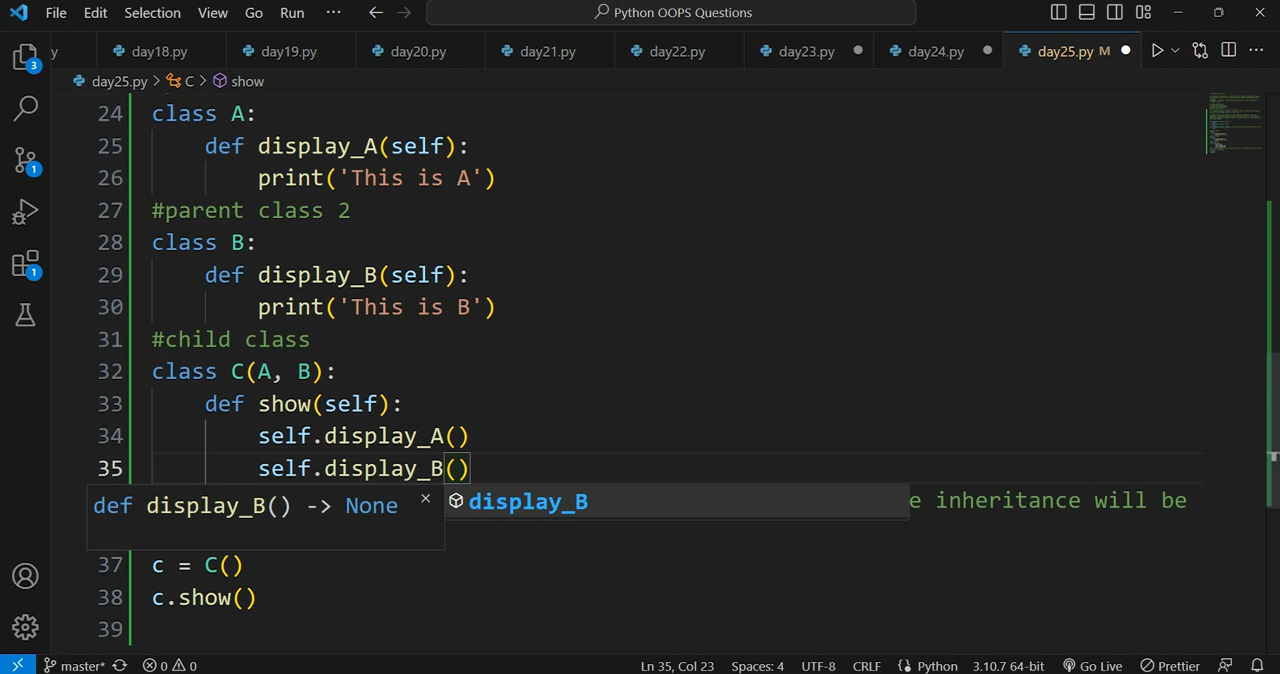 File Edit Selection View Go Run ··· Python OOPS Questions
y day18.py day19.py day20.py day21.py day22.py day23.py day24.py day25.py M
day25.py > C > show
24 class A:
25 def display_A(self):
26 print('This is A')
27 #parent class 2
28 class B:
29 def display_B(self):
30 print('This is B')
31 #child class
32 class C(A, B):
33 def show(self):
34 self.display_A()
35 self.display_B()
def display_B() -> None × display_B e inheritance will be
37 c = C()
38 c.show()
39
3
1
1
master* 0 0 Ln 35, Col 23 Spaces: 4 UTF-8 CRLF Python 3.10.7 64-bit Go Live Prettier